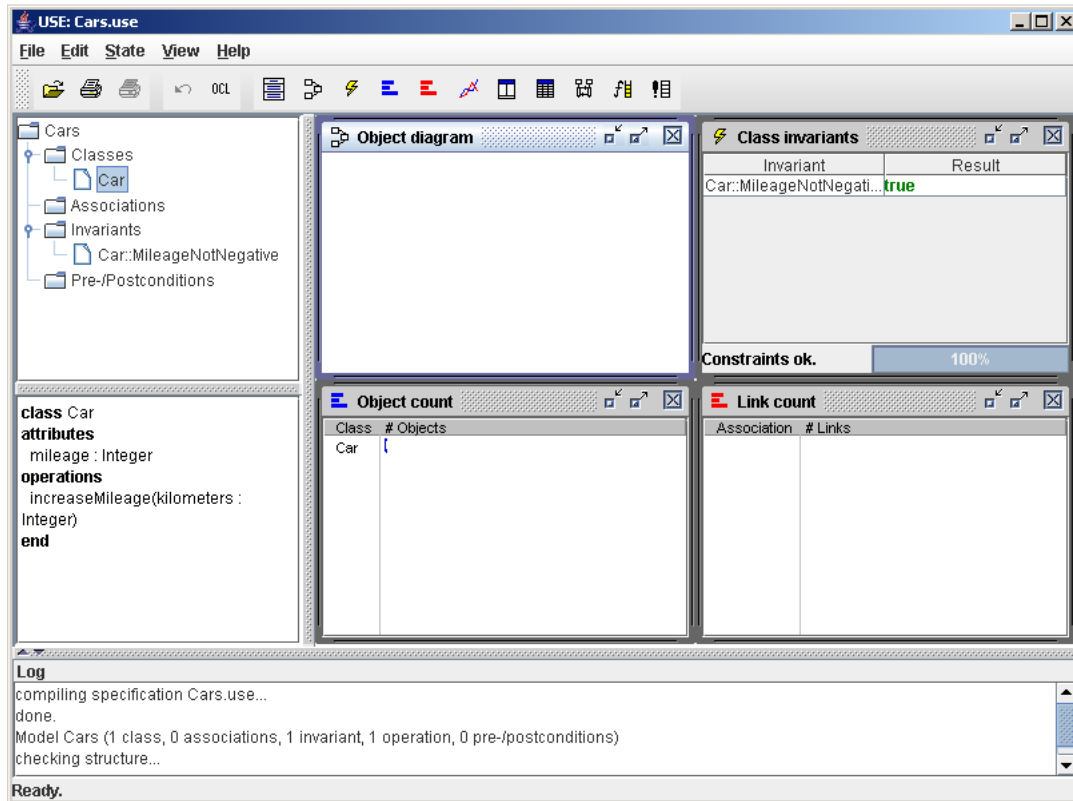 USE: Cars.use
File Edit State View Help
OCL
Cars
Classes
Car
Associations
Invariants
Car::MileageNotNegative
Pre-/Postconditions
class Car
attributes
mileage : Integer
operations
increaseMileage(kilometers :
Integer)
end
Object diagram
Class invariants
Invariant Result
Car::MileageNotNegati... true
Constraints ok. 100%
Object count
Class # Objects
Car
Link count
Association # Links
Log
compiling specification Cars.use...
done.
Model Cars (1 class, 0 associations, 1 invariant, 1 operation, 0 pre-/postconditions)
checking structure...
Ready.